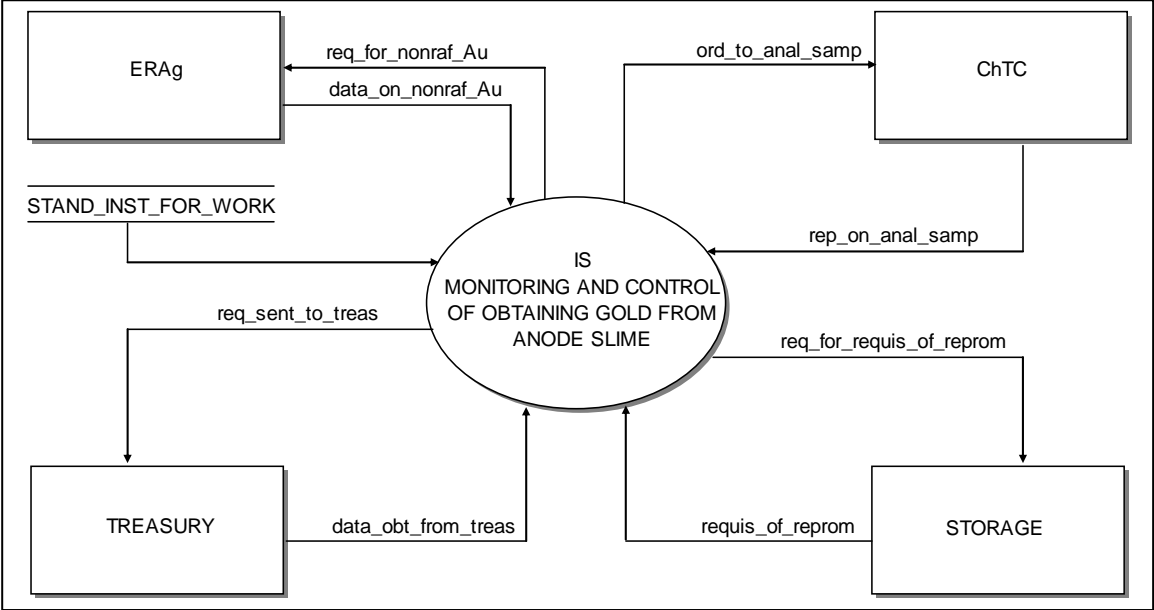 ERAg
req_for_nonraf_Au
data_on_nonraf_Au
ord_to_anal_samp
ChTC
STAND_INST_FOR_WORK
rep_on_anal_samp
IS
MONITORING AND CONTROL
OF OBTAINING GOLD FROM
ANODE SLIME
req_sent_to_treas
req_for_requis_of_reprom
TREASURY
data_obt_from_treas
requis_of_reprom
STORAGE